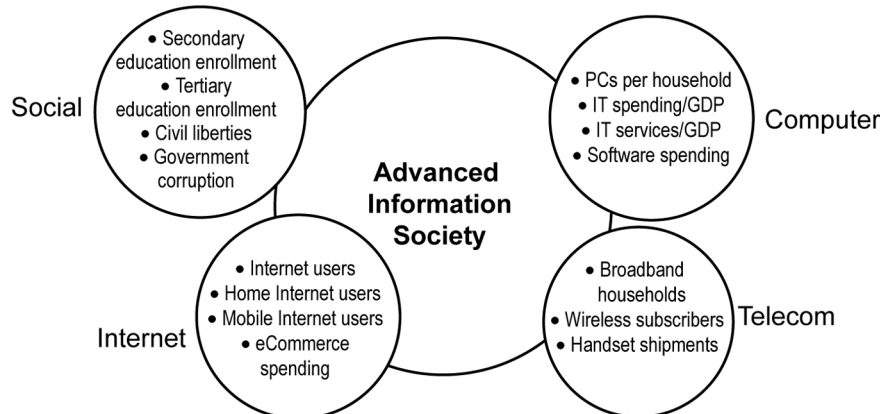 Social
• Secondary
education enrollment
• Tertiary
education enrollment
• Civil liberties
• Government
corruption
• PCs per household
• IT spending/GDP
• IT services/GDP
• Software spending
Computer
Advanced
Information
Society
Internet
• Internet users
• Home Internet users
• Mobile Internet users
• eCommerce
spending
• Broadband
households
• Wireless subscribers
• Handset shipments
Telecom